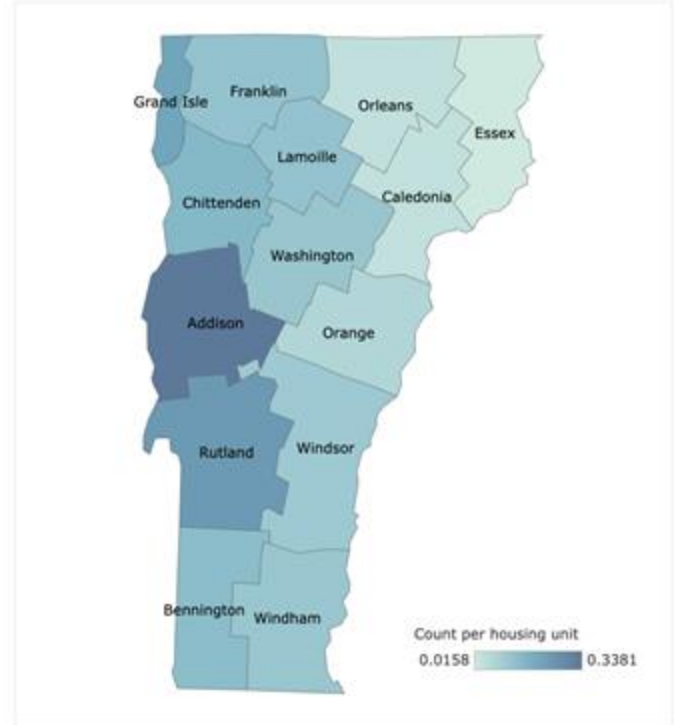 Grand Isle
Franklin
Orleans
Essex
Lamoille
Chittenden
Caledonia
Washington
Addison
Orange
Rutland
Windsor
Bennington
Windham
Count per housing unit
0.0158 0.3381